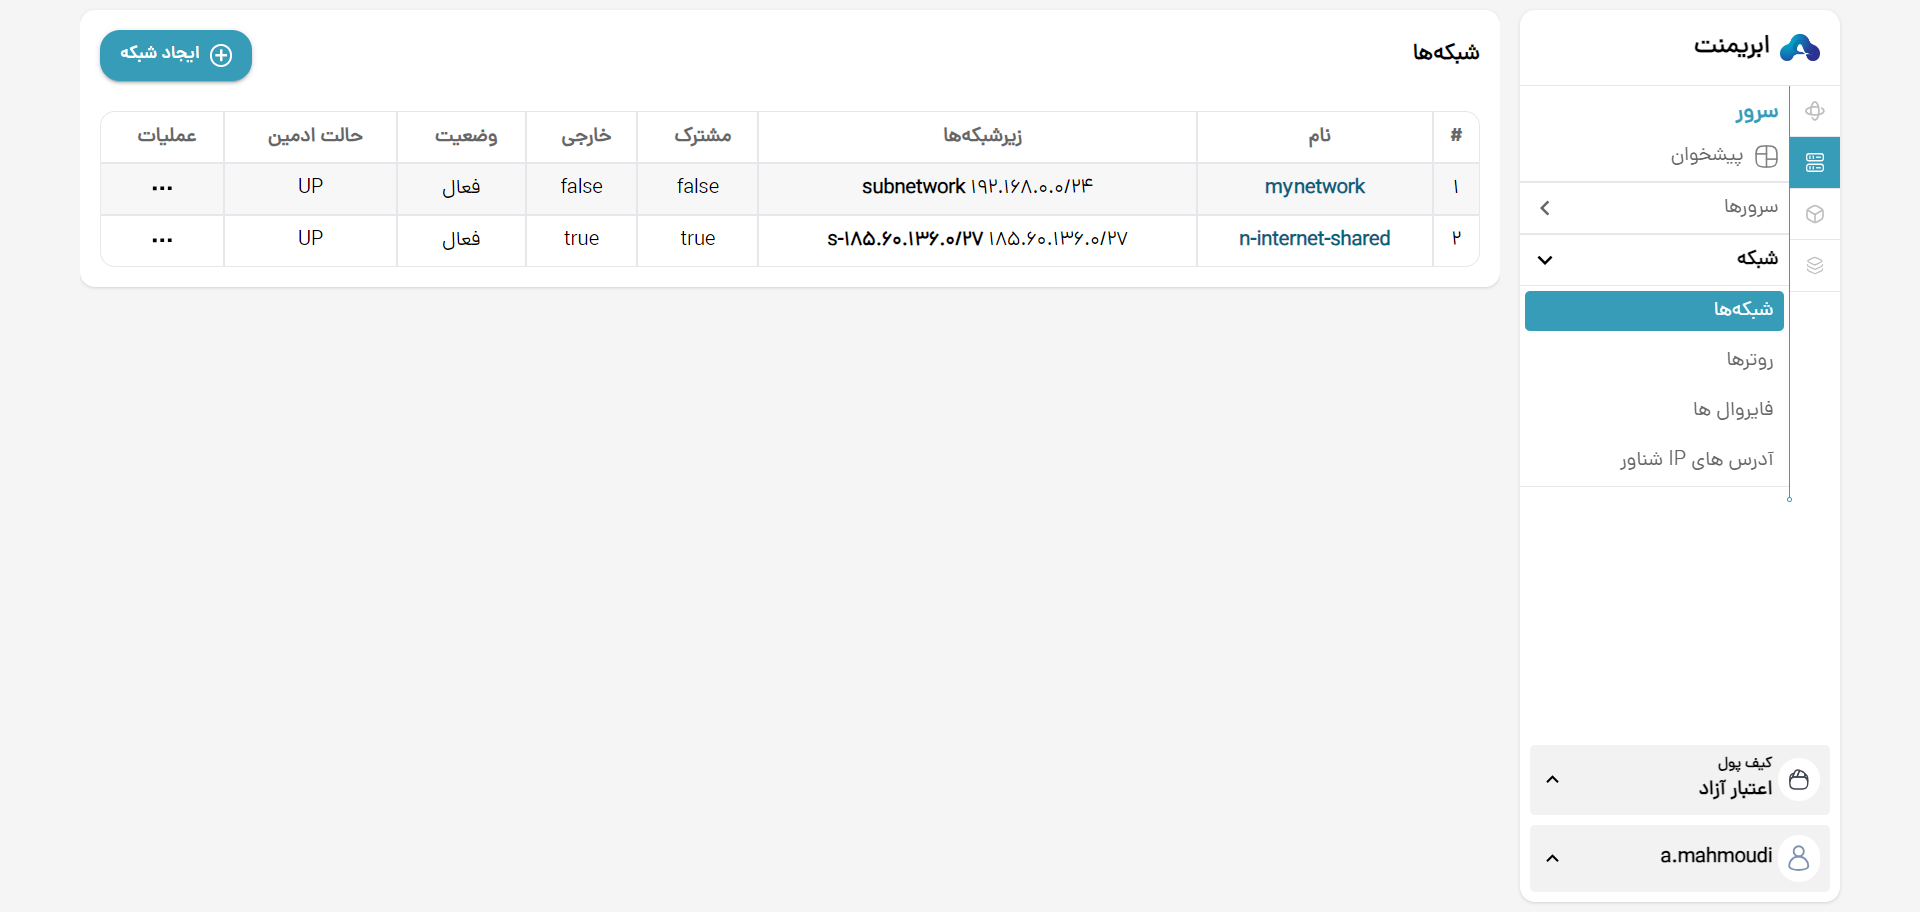 ابریمنت
سرور
پیشخوان
سرورها
شبکه
شبکه‌ها
روترها
فایروال ها
آدرس های IP شناور
کیف پول
اعتبار آزاد
a.mahmoudi
شبکه‌ها
ایجاد شبکه
# نام زیرشبکه‌ها مشترک خارجی وضعیت حالت ادمین عملیات
۱ mynetwork subnetwork ۱۹۲.۱۶۸.۰.۰/۲۴ false false فعال UP ...
۲ n-internet-shared s-۱۸۵.۶۰.۱۳۶.۰/۲۷ ۱۸۵.۶۰.۱۳۶.۰/۲۷ true true فعال UP ...